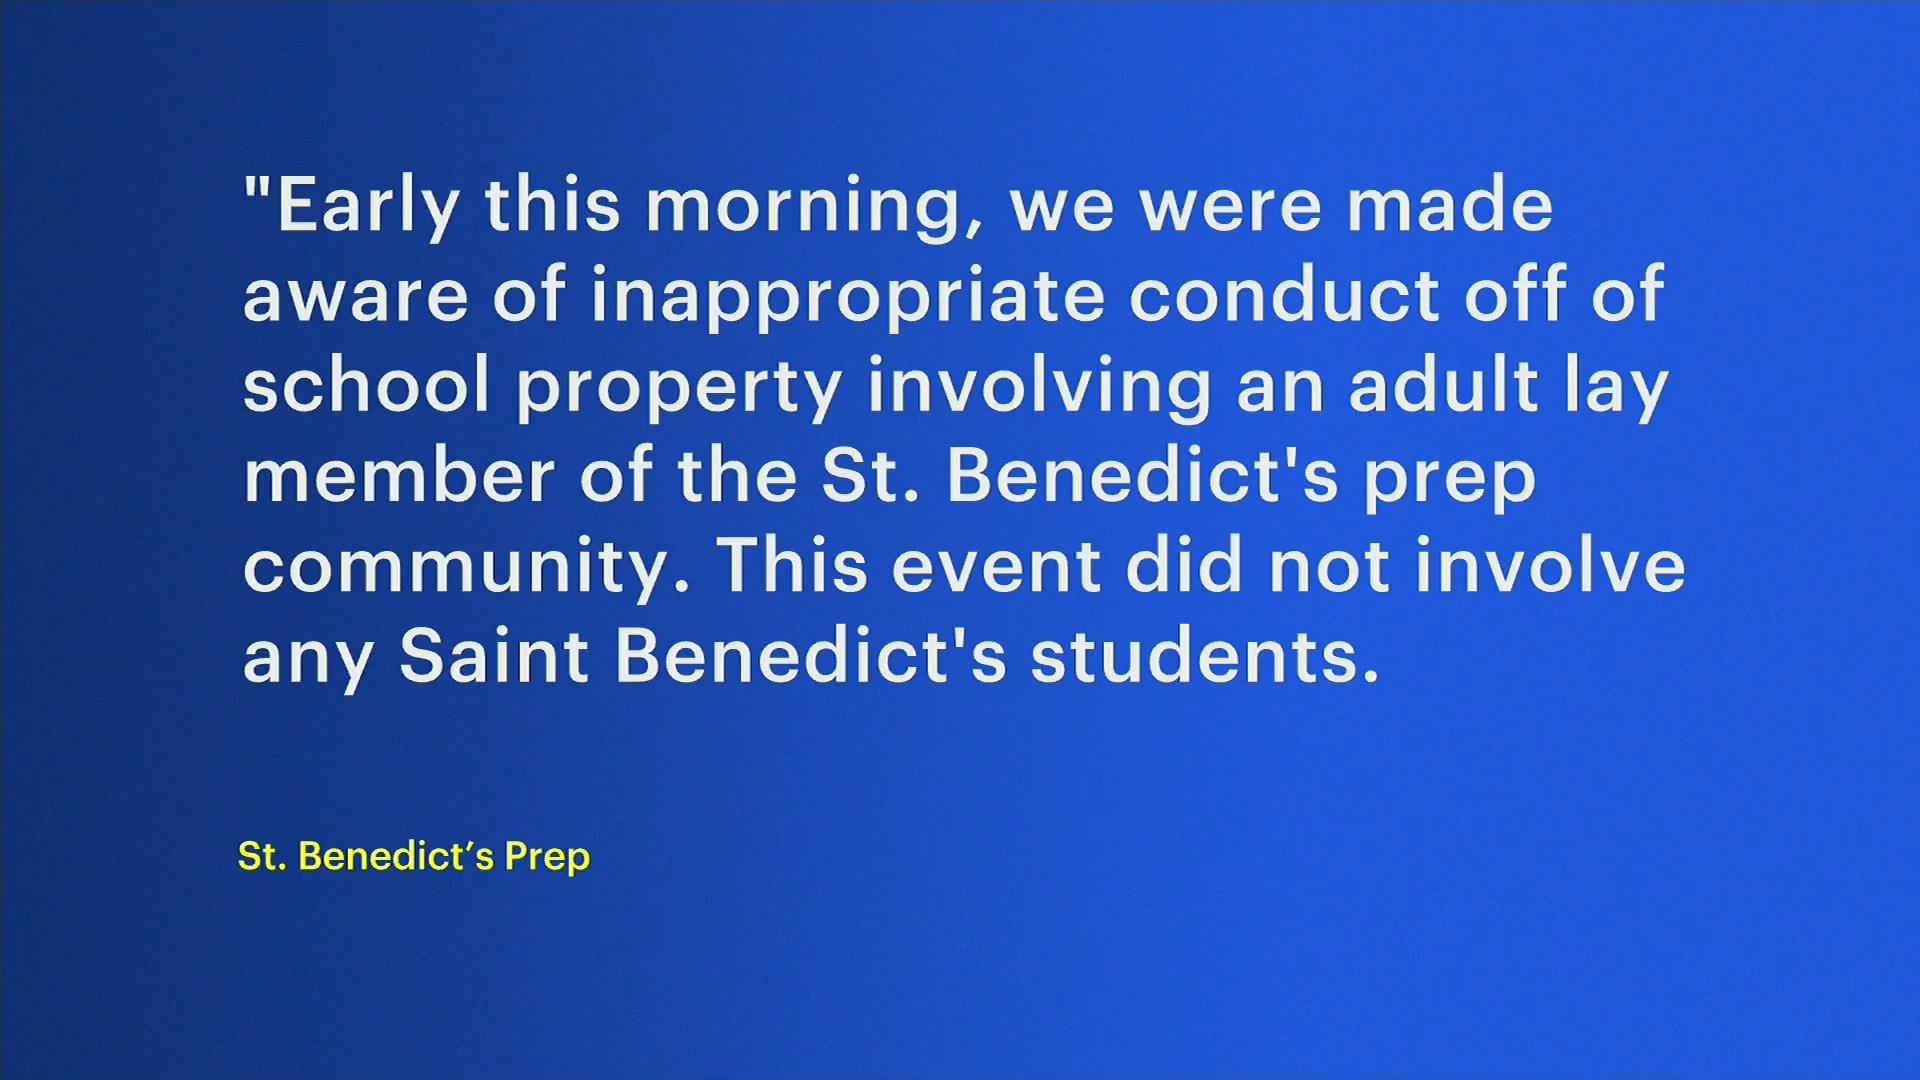 "Early this morning, we were made
aware of inappropriate conduct off of
school property involving an adult lay
member of the St. Benedict's prep
community. This event did not involve
any Saint Benedict's students.
St. Benedict’s Prep